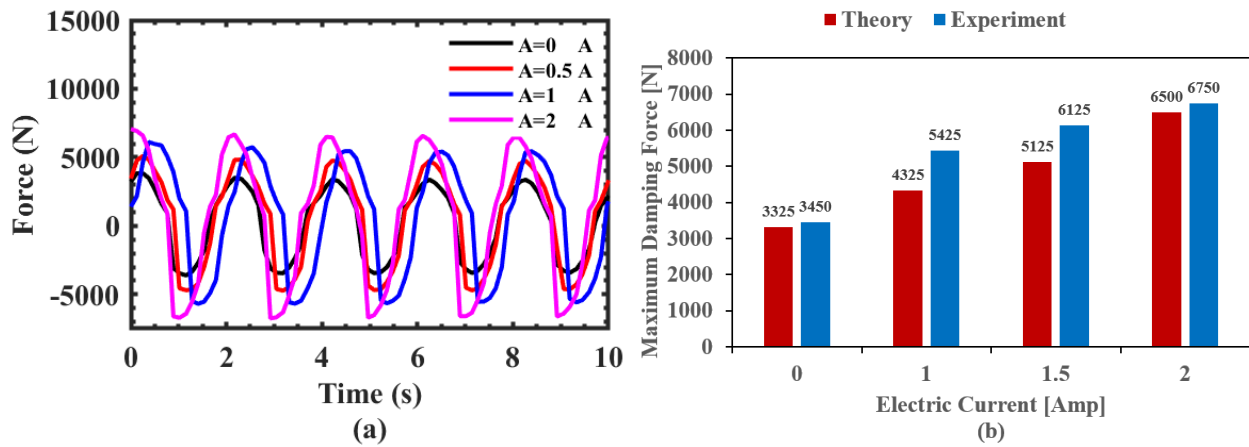 15000
10000
5000
0
-5000
Force (N)
A=0 A
A=0.5 A
A=1 A
A=2 A
0 2 4 6 8 10
Time (s)
(a)
Theory Experiment
Maximum Damping Force [N]
8000
7000
6000
5000
4000
3000
2000
1000
0
3325 3450
4325 5425
5125 6125
6500 6750
0 1 1.5 2
Electric Current [Amp]
(b)